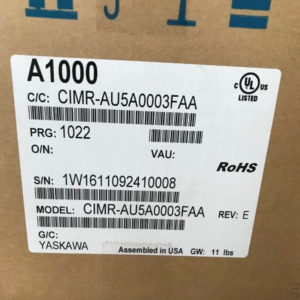 A1000
C/C: CIMR-AU5A0003FAA
C UL US
LISTED
PRG: 1022
O/N: VAU:
RoHS
S/N: 1W1611092410008
MODEL: CIMR-AU5A0003FAA REV: E
G/C:
YASKAWA Assembled in USA GW: 11 lbs